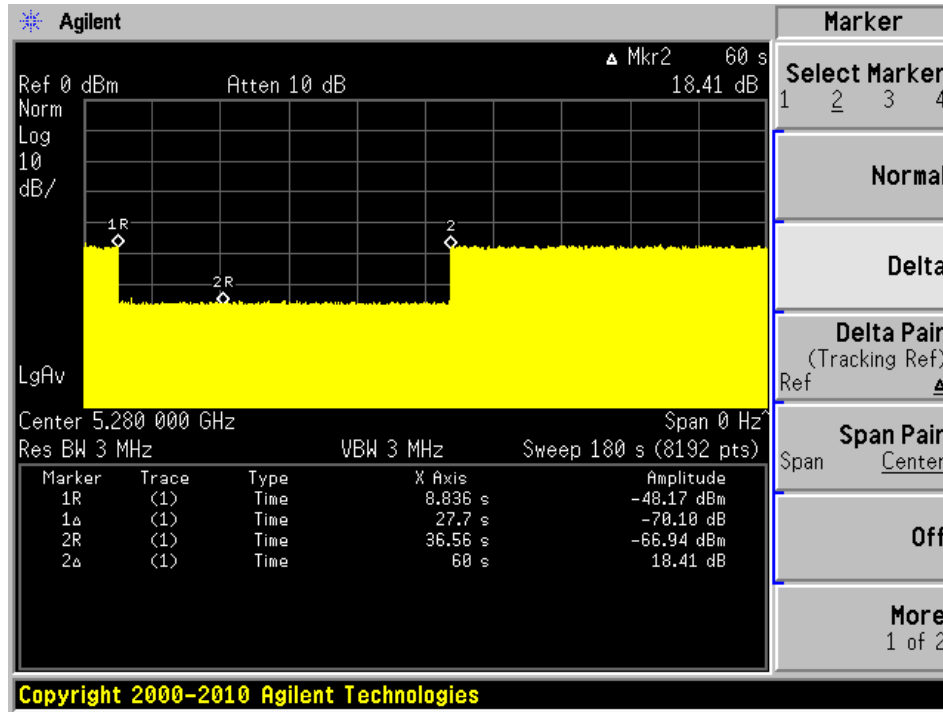 Agilent
Marker
▵ Mkr2 60 s
Ref 0 dBm Atten 10 dB 18.41 dB
Norm
Log
10
dB/
1R
2
2R
LgAv
Center 5.280 000 GHz Span 0 Hz^
Res BW 3 MHz VBW 3 MHz Sweep 180 s (8192 pts)
Marker Trace Type X Axis Amplitude
1R (1) Time 8.836 s -48.17 dBm
1▵ (1) Time 27.7 s -70.10 dB
2R (1) Time 36.56 s -66.94 dBm
2▵ (1) Time 60 s 18.41 dB
Select Marker
1 2 3 4
Normal
Delta
Delta Pair
(Tracking Ref)
Ref ▵
Span Pair
Span Center
Off
More
1 of 2
Copyright 2000-2010 Agilent Technologies